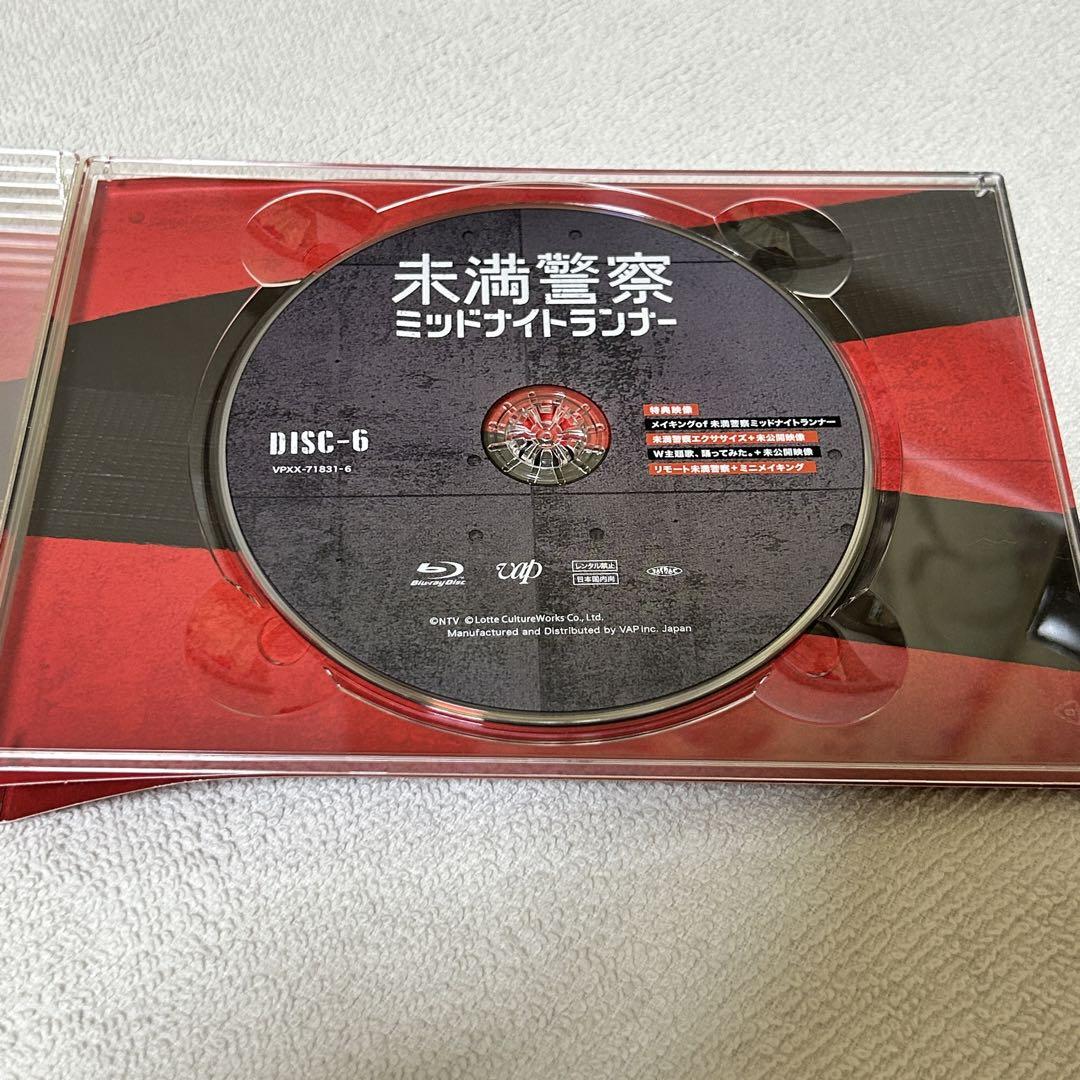 未満警察
ミッドナイトランナー
DISC-6
VPXX-71831-6
特典映像
メイキングof 未満警察ミッドナイトランナー
未満警察エクササイズ+未公開映像
W主題歌、踊ってみた。+未公開映像
リモート未満警察+ミニメイキング
Blu-ray Disc
vap
レンタル禁止
日本国内向
©NTV ©Lotte CultureWorks Co., Ltd.
Manufactured and Distributed by VAP inc. Japan